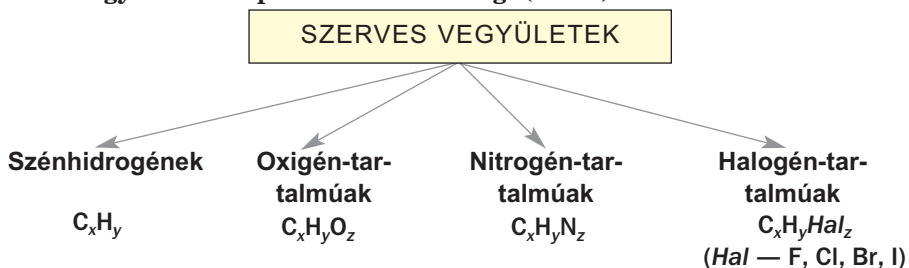 SZERVES VEGYÜLETEK
Szénhidrogének
CxHy
Oxigén-tar-
talmúak
CxHyOz
Nitrogén-tar-
talmúak
CxHyNz
Halogén-tar-
talmúak
CxHyHalz
(Hal — F, Cl, Br, I)